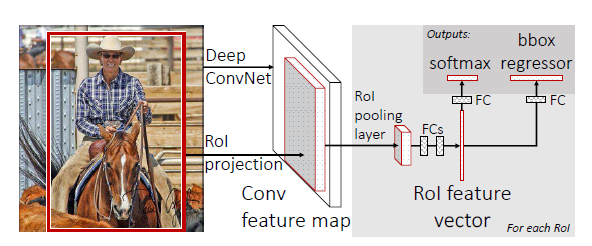 Deep
ConvNet
RoI
projection
Conv
feature map
RoI
pooling
layer
FCs
RoI feature
vector
Outputs:
softmax
bbox
regressor
FC
FC
For each RoI